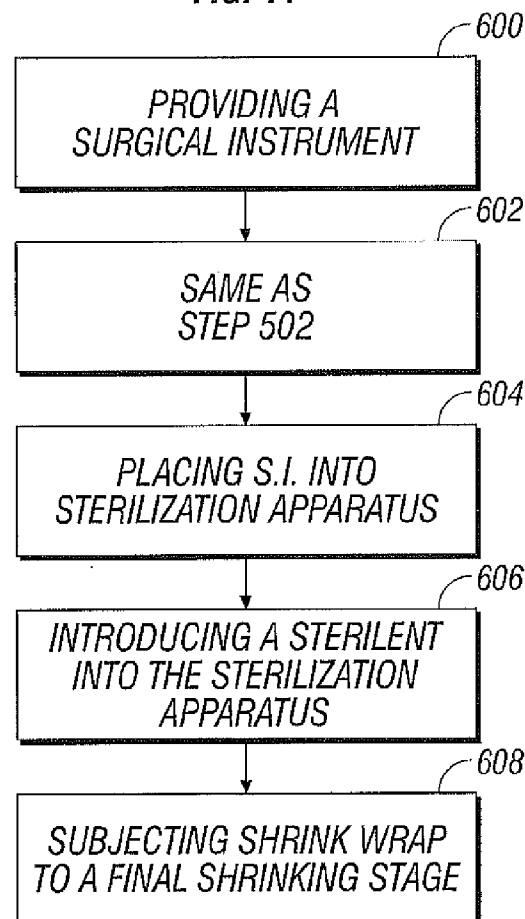 600
PROVIDING A
SURGICAL INSTRUMENT
602
SAME AS
STEP 502
604
PLACING S.I. INTO
STERILIZATION APPARATUS
606
INTRODUCING A STERILENT
INTO THE STERILIZATION
APPARATUS
608
SUBJECTING SHRINK WRAP
TO A FINAL SHRINKING STAGE